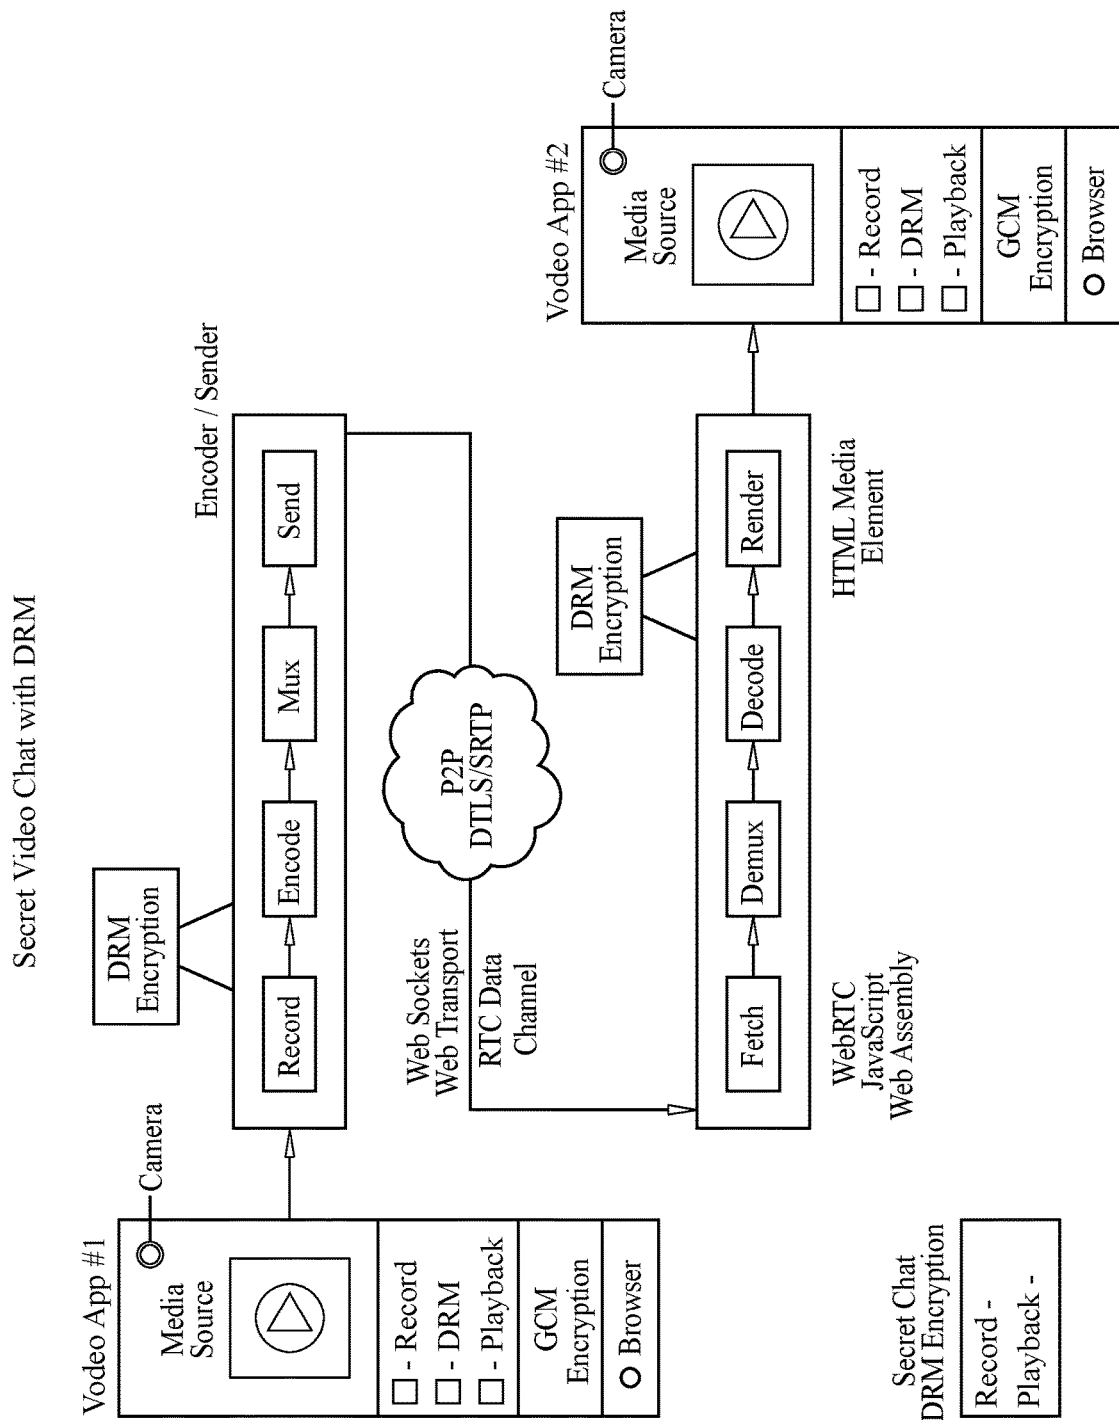 Secret Video Chat with DRM
Vodeo App #1
Camera
Media
Source
- Record
- DRM
- Playback
GCM
Encryption
Browser
DRM
Encryption
Encoder / Sender
Record
Encode
Mux
Send
Web Sockets
Web Transport
RTC Data
Channel
P2P
DTLS/SRTP
DRM
Encryption
Fetch
Demux
Decode
Render
WebRTC
JavaScript
Web Assembly
HTML Media
Element
Vodeo App #2
Camera
Media
Source
- Record
- DRM
- Playback
GCM
Encryption
Browser
Secret Chat
DRM Encryption
Record -
Playback -